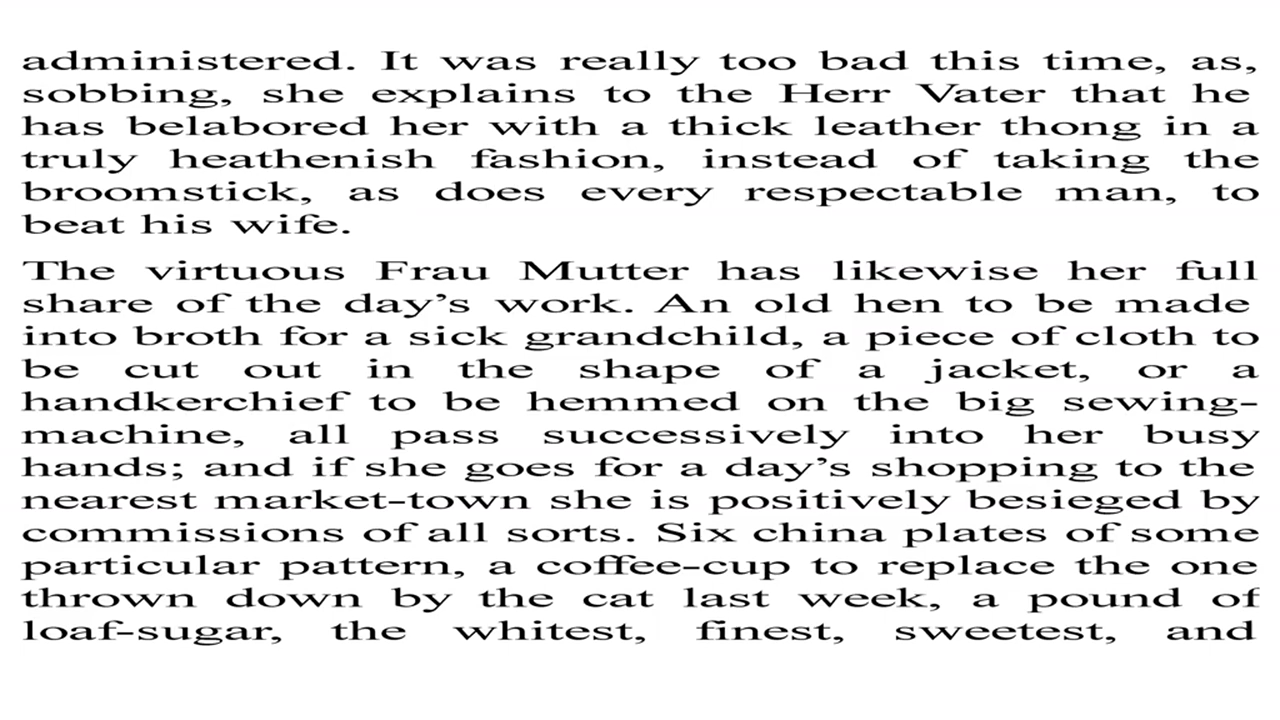 administered. It was really too bad this time, as,
sobbing, she explains to the Herr Vater that he
has belabored her with a thick leather thong in a
truly heathenish fashion, instead of taking the
broomstick, as does every respectable man, to
beat his wife.
The virtuous Frau Mutter has likewise her full
share of the day’s work. An old hen to be made
into broth for a sick grandchild, a piece of cloth to
be cut out in the shape of a jacket, or a
handkerchief to be hemmed on the big sewing-
machine, all pass successively into her busy
hands; and if she goes for a day’s shopping to the
nearest market-town she is positively besieged by
commissions of all sorts. Six china plates of some
particular pattern, a coffee-cup to replace the one
thrown down by the cat last week, a pound of
loaf-sugar, the whitest, finest, sweetest, and